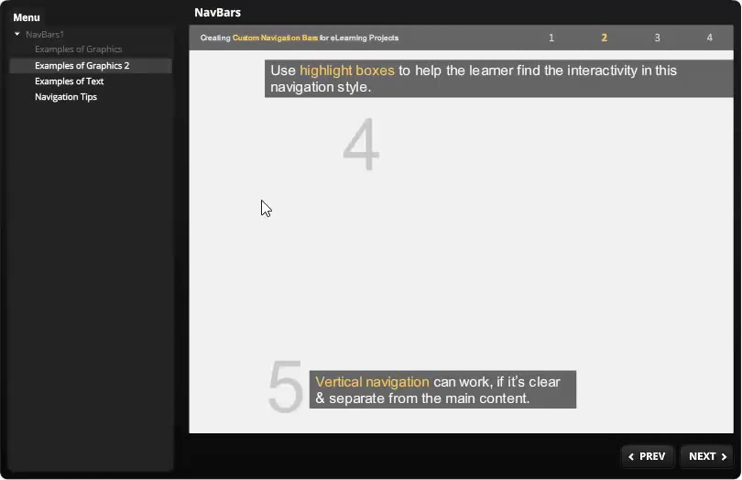 Menu
NavBars1
Examples of Graphics
Examples of Graphics 2
Examples of Text
Navigation Tips
NavBars
Creating Custom Navigation Bars for eLearning Projects
1 2 3 4
Use highlight boxes to help the learner find the interactivity in this
navigation style.
4
5
Vertical navigation can work, if it's clear
& separate from the main content.
PREV NEXT